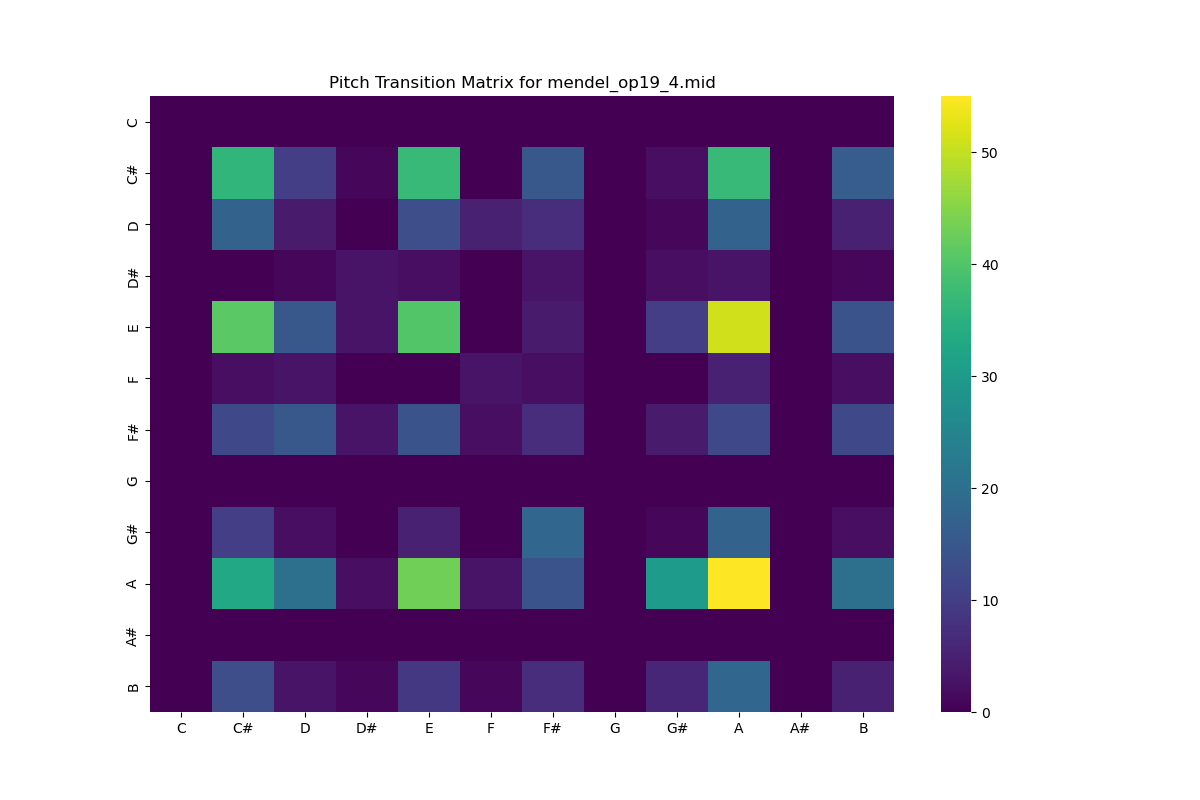 Pitch Transition Matrix for mendel_op19_4.mid
C
C#
D
D#
E
F
F#
G
G#
A
A#
B
C C# D D# E F F# G G# A A# B
50
40
30
20
10
0